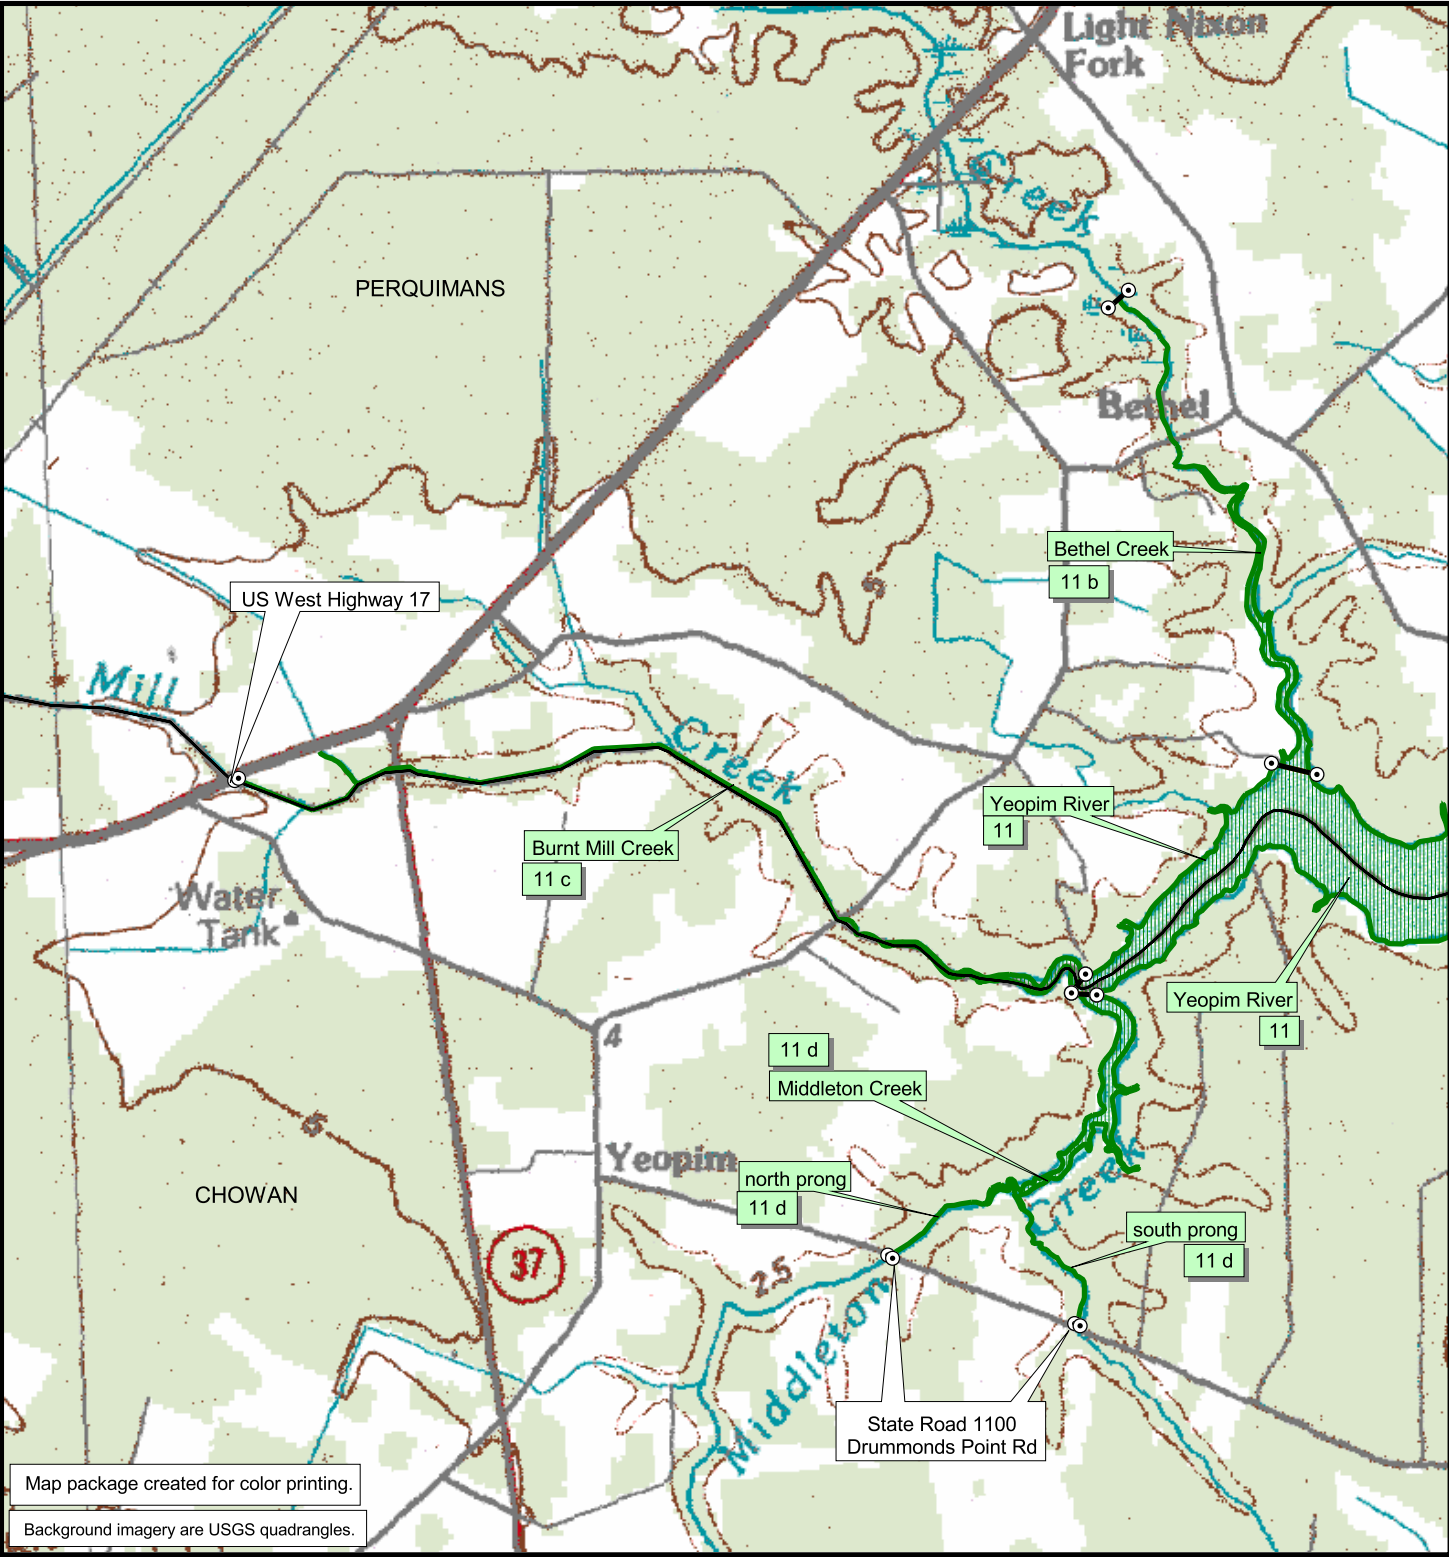 Light Nixon
Fork
Creek
PERQUIMANS
Bethel
Bethel Creek
11 b
US West Highway 17
Mill
Creek
Yeopim River
11
Burnt Mill Creek
11 c
Water
Tank
Yeopim River
11
4
11 d
Middleton Creek
Yeopim
north prong
11 d
CHOWAN
Creek
south prong
11 d
37
2.5
Middleton
State Road 1100
Drummonds Point Rd
Map package created for color printing.
Background imagery are USGS quadrangles.